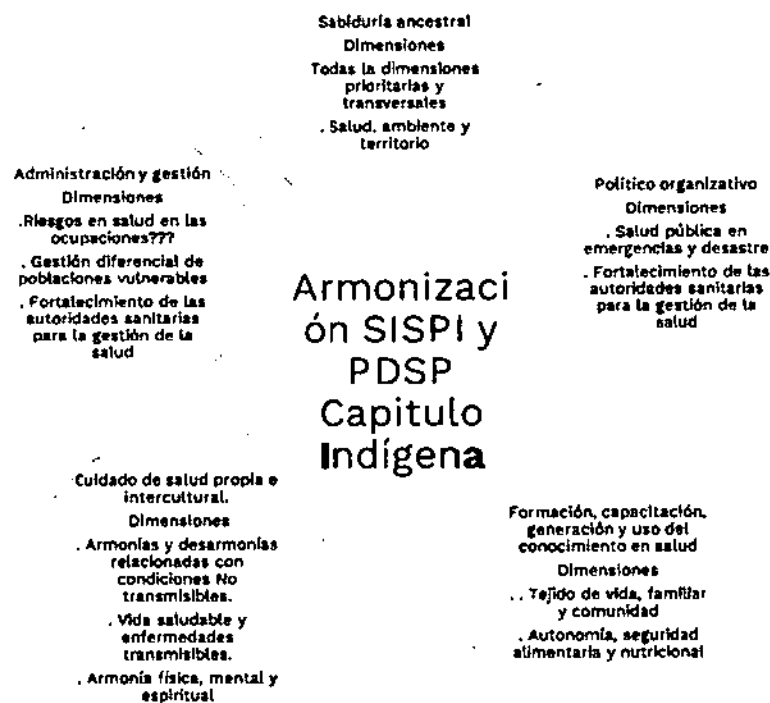 Sabiduría ancestral
Dimensiones
Todas la dimensiones
prioritarias y
transversales
. Salud, ambiente y
territorio
Administración y gestión
Dimensiones
.Riesgos en salud en las
ocupaciones???
. Gestión diferencial de
poblaciones vulnerables
. Fortalecimiento de las
autoridades sanitarias
para la gestión de la
salud
Político organizativo
Dimensiones
. Salud pública en
emergencias y desastre
. Fortalecimiento de las
autoridades sanitarias
para la gestión de la
salud
Armonizaci
ón SISPI y
PDSP
Capitulo
Indígena
Cuidado de salud propia e
intercultural.
Dimensiones
. Armonías y desarmonías
relacionadas con
condiciones No
transmisibles.
. Vida saludable y
enfermedades
transmisibles.
. Armonía física, mental y
espiritual
Formación, capacitación,
generación y uso del
conocimiento en salud
Dimensiones
. . Tejido de vida, familiar
y comunidad
. Autonomía, seguridad
alimentaria y nutricional